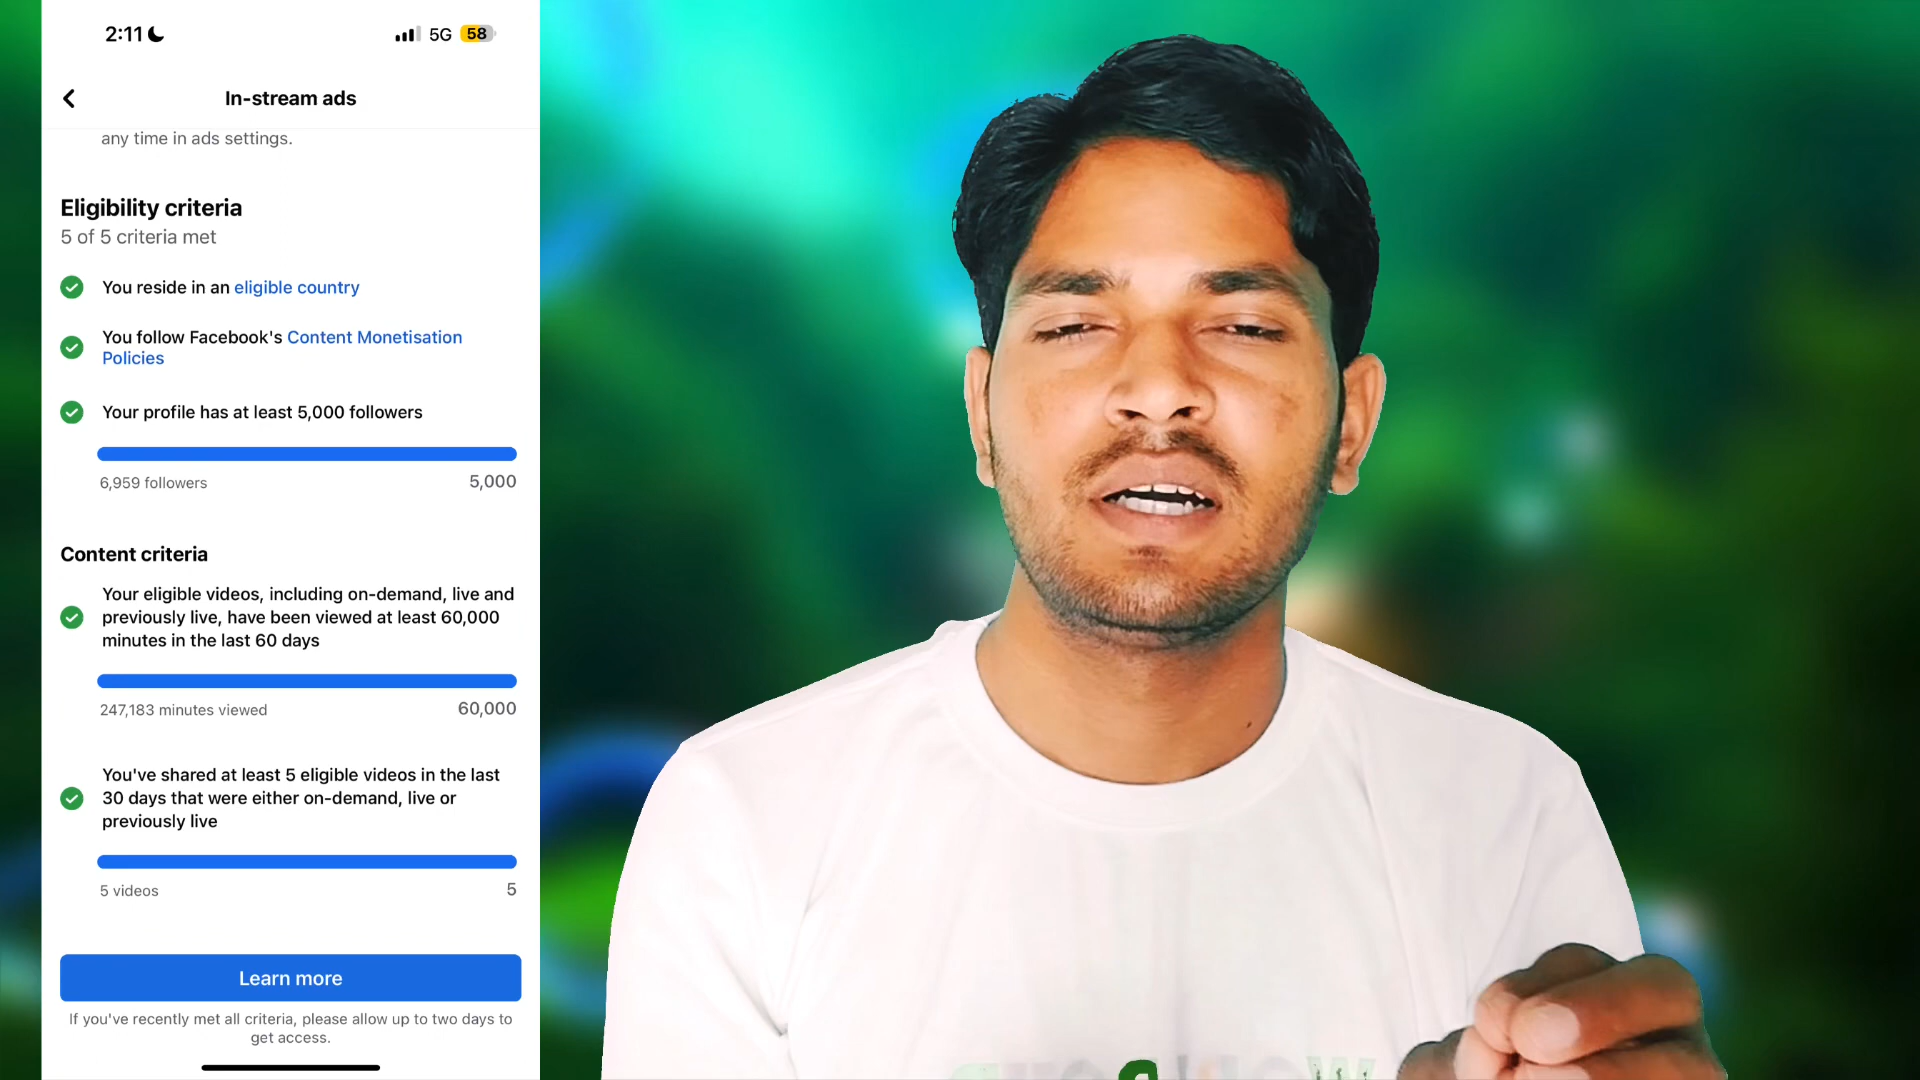 2:11
5G
58
In-stream ads
any time in ads settings.
Eligibility criteria
5 of 5 criteria met
You reside in an eligible country
You follow Facebook's Content Monetisation
Policies
Your profile has at least 5,000 followers
6,959 followers
5,000
Content criteria
Your eligible videos, including on-demand, live and
previously live, have been viewed at least 60,000
minutes in the last 60 days
247,183 minutes viewed
60,000
You've shared at least 5 eligible videos in the last
30 days that were either on-demand, live or
previously live
5 videos
5
Learn more
If you've recently met all criteria, please allow up to two days to
get access.